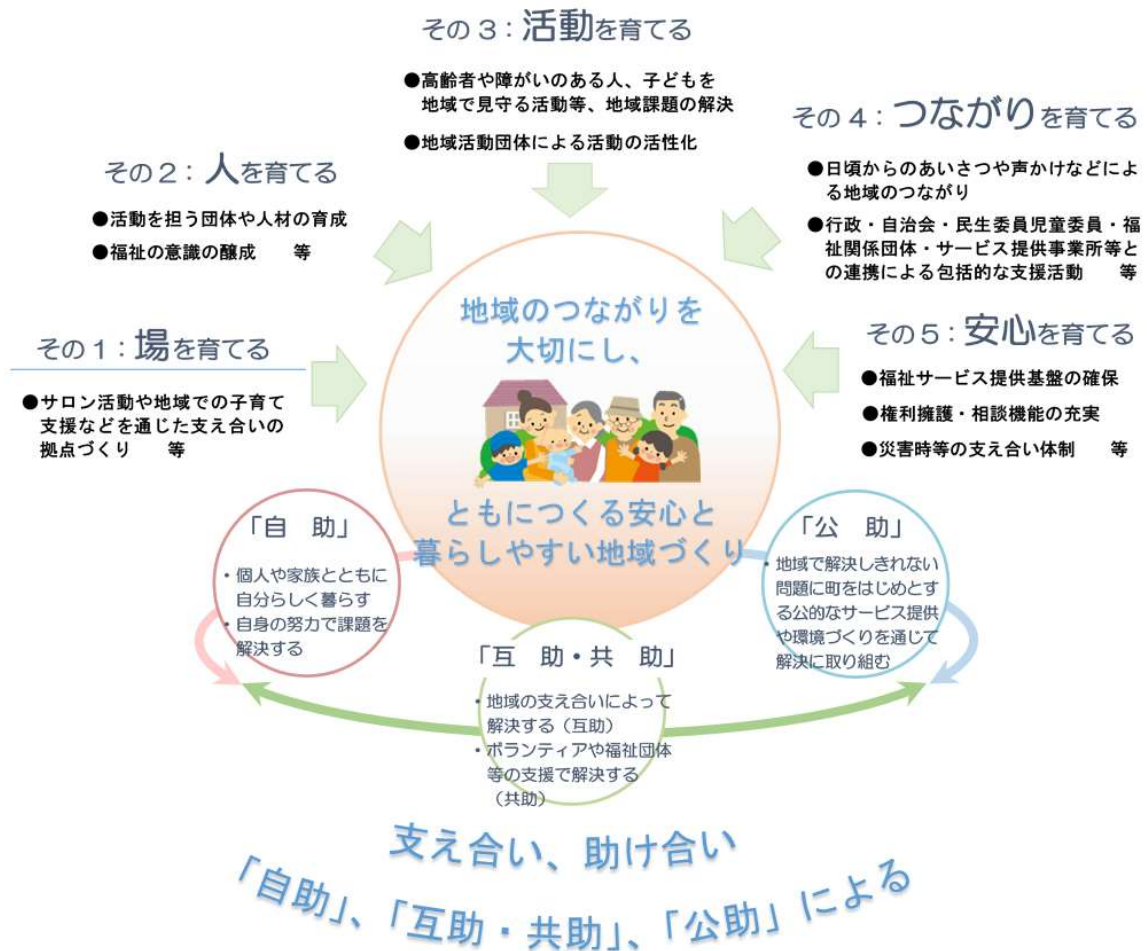 その3：活動を育てる
●高齢者や障がいのある人、子どもを
地域で見守る活動等、地域課題の解決
●地域活動団体による活動の活性化
その4：つながりを育てる
●日頃からのあいさつや声かけなどによ
る地域のつながり
●行政・自治会・民生委員児童委員・福
祉関係団体・サービス提供事業所等と
の連携による包括的な支援活動　等
その2：人を育てる
●活動を担う団体や人材の育成
●福祉の意識の醸成　等
その1：場を育てる
●サロン活動や地域での子育て
支援などを通じた支え合いの
拠点づくり　等
その5：安心を育てる
●福祉サービス提供基盤の確保
●権利擁護・相談機能の充実
●災害時等の支え合い体制　等
地域のつながりを
大切にし、
ともにつくる安心と
暮らしやすい地域づくり
「自　助」
・個人や家族とともに
自分らしく暮らす
・自身の努力で課題を
解決する
「互　助・共　助」
・地域の支え合いによって
解決する（互助）
・ボランティアや福祉団体
等の支援で解決する
（共助）
「公　助」
・地域で解決しきれない
問題に町をはじめとす
る公的なサービス提供
や環境づくりを通じて
解決に取り組む
支え合い、助け合い
「自助」、「互助・共助」、「公助」による